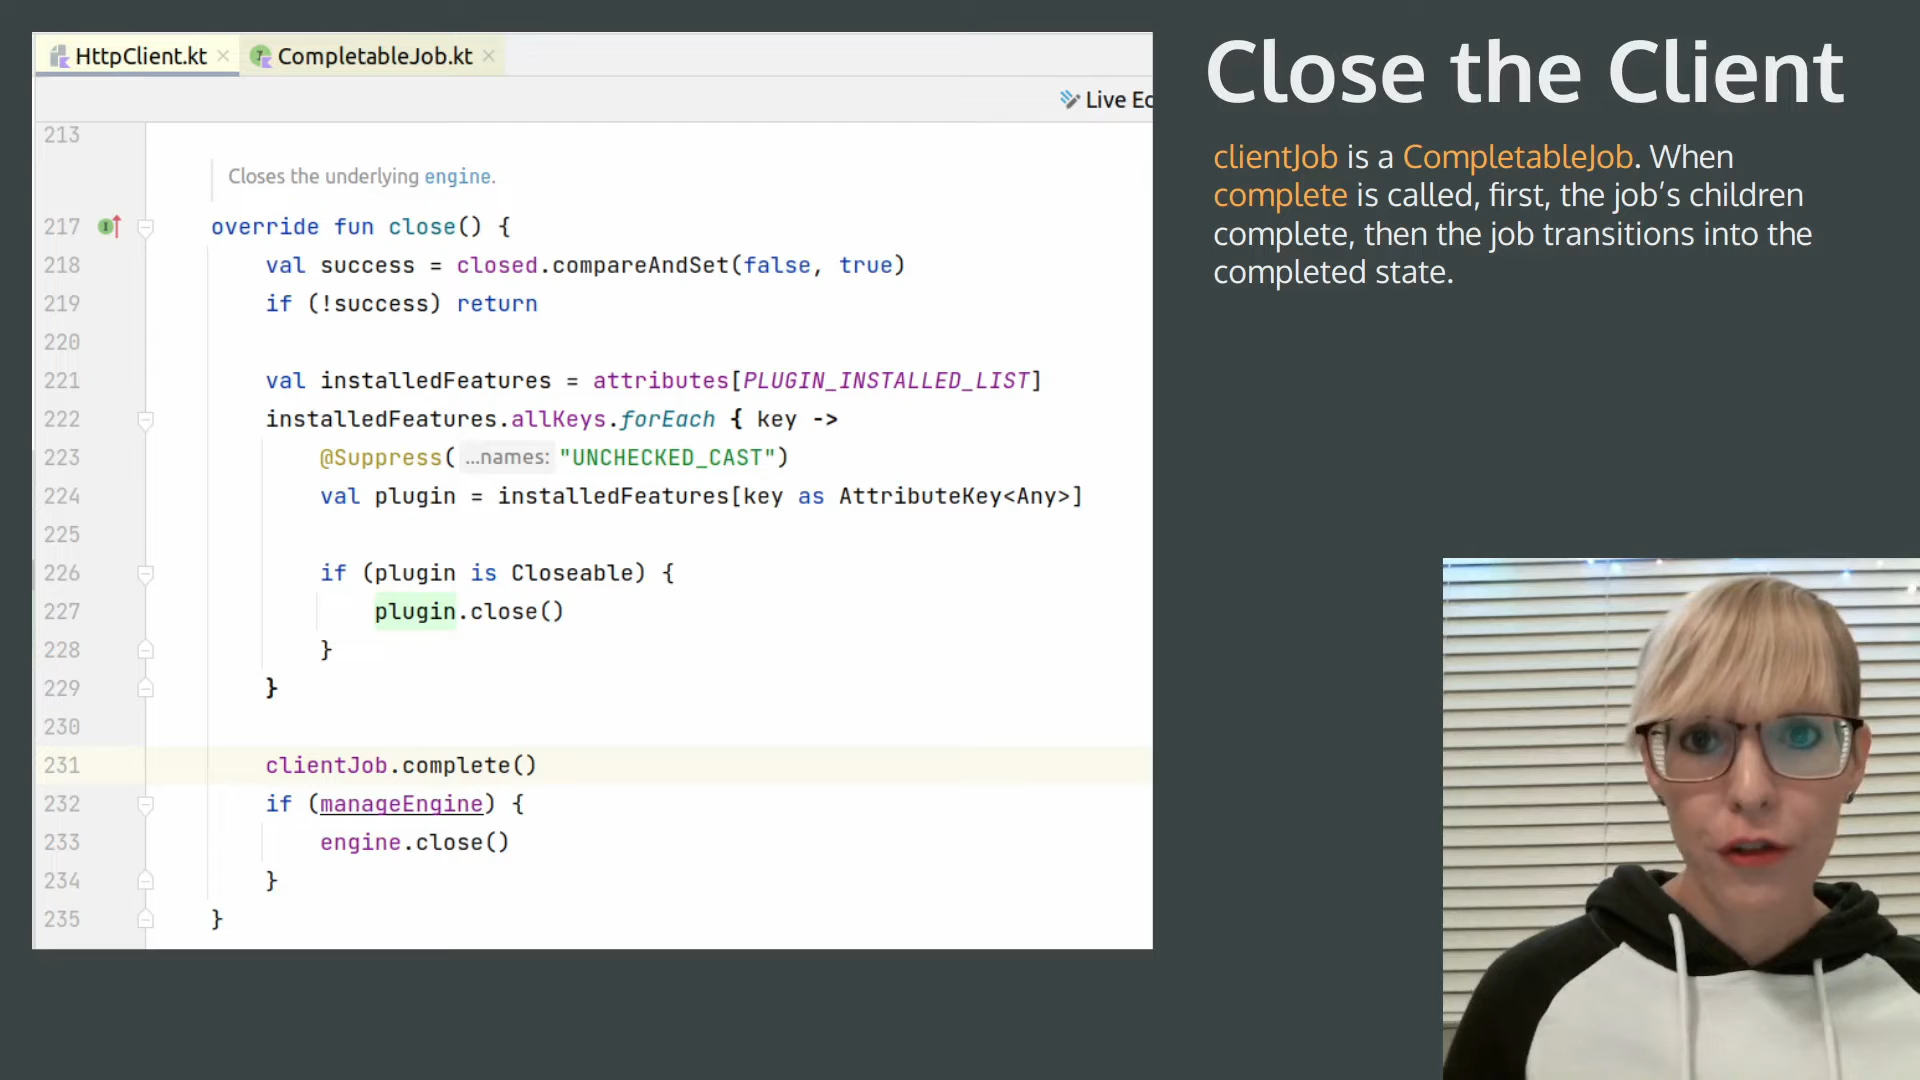 HttpClient.kt
CompletableJob.kt
Live Ec
213
Closes the underlying engine.
217 override fun close() {
218 val success = closed.compareAndSet(false, true)
219 if (!success) return
220
221 val installedFeatures = attributes[PLUGIN_INSTALLED_LIST]
222 installedFeatures.allKeys.forEach { key ->
223 @Suppress( ...names: "UNCHECKED_CAST")
224 val plugin = installedFeatures[key as AttributeKey<Any>]
225
226 if (plugin is Closeable) {
227 plugin.close()
228 }
229 }
230
231 clientJob.complete()
232 if (manageEngine) {
233 engine.close()
234 }
235 }
Close the Client
clientJob is a CompletableJob. When
complete is called, first, the job’s children
complete, then the job transitions into the
completed state.